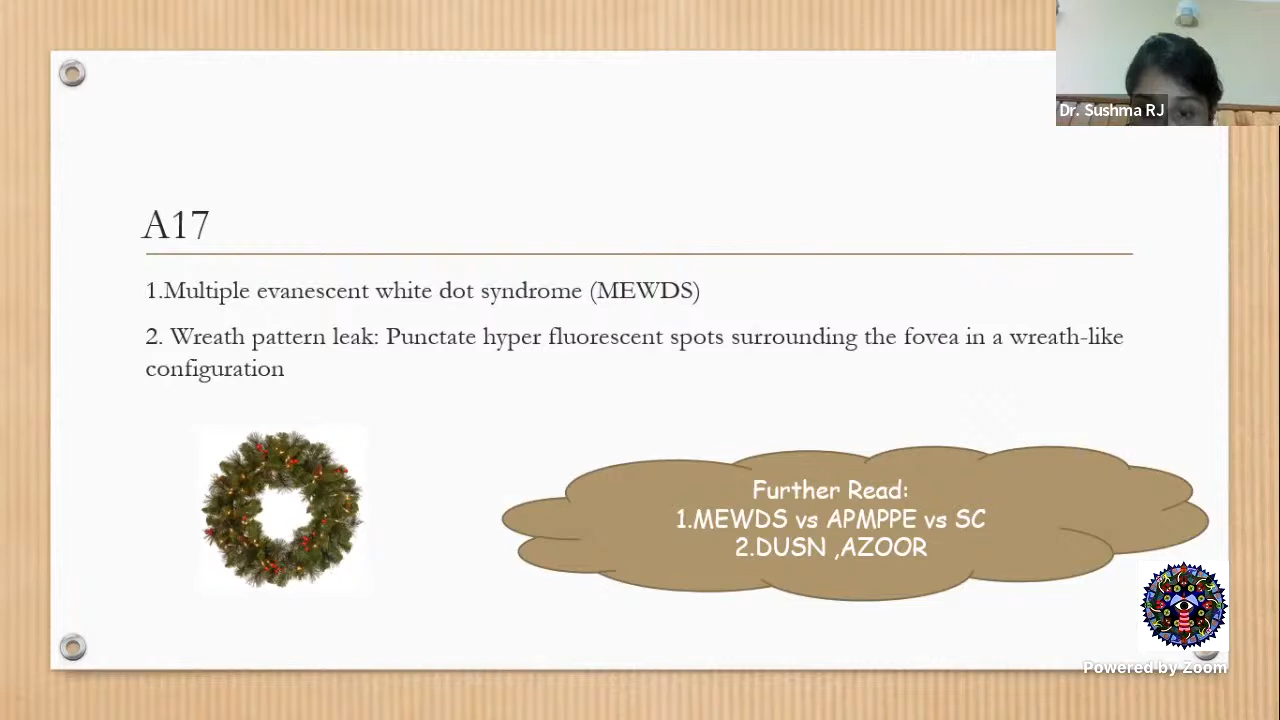 Dr. Sushma RJ
A17
1.Multiple evanescent white dot syndrome (MEWDS)
2. Wreath pattern leak: Punctate hyper fluorescent spots surrounding the fovea in a wreath-like
configuration
Further Read:
1.MEWDS vs APMPPE vs SC
2.DUSN ,AZOOR
Powered by Zoom